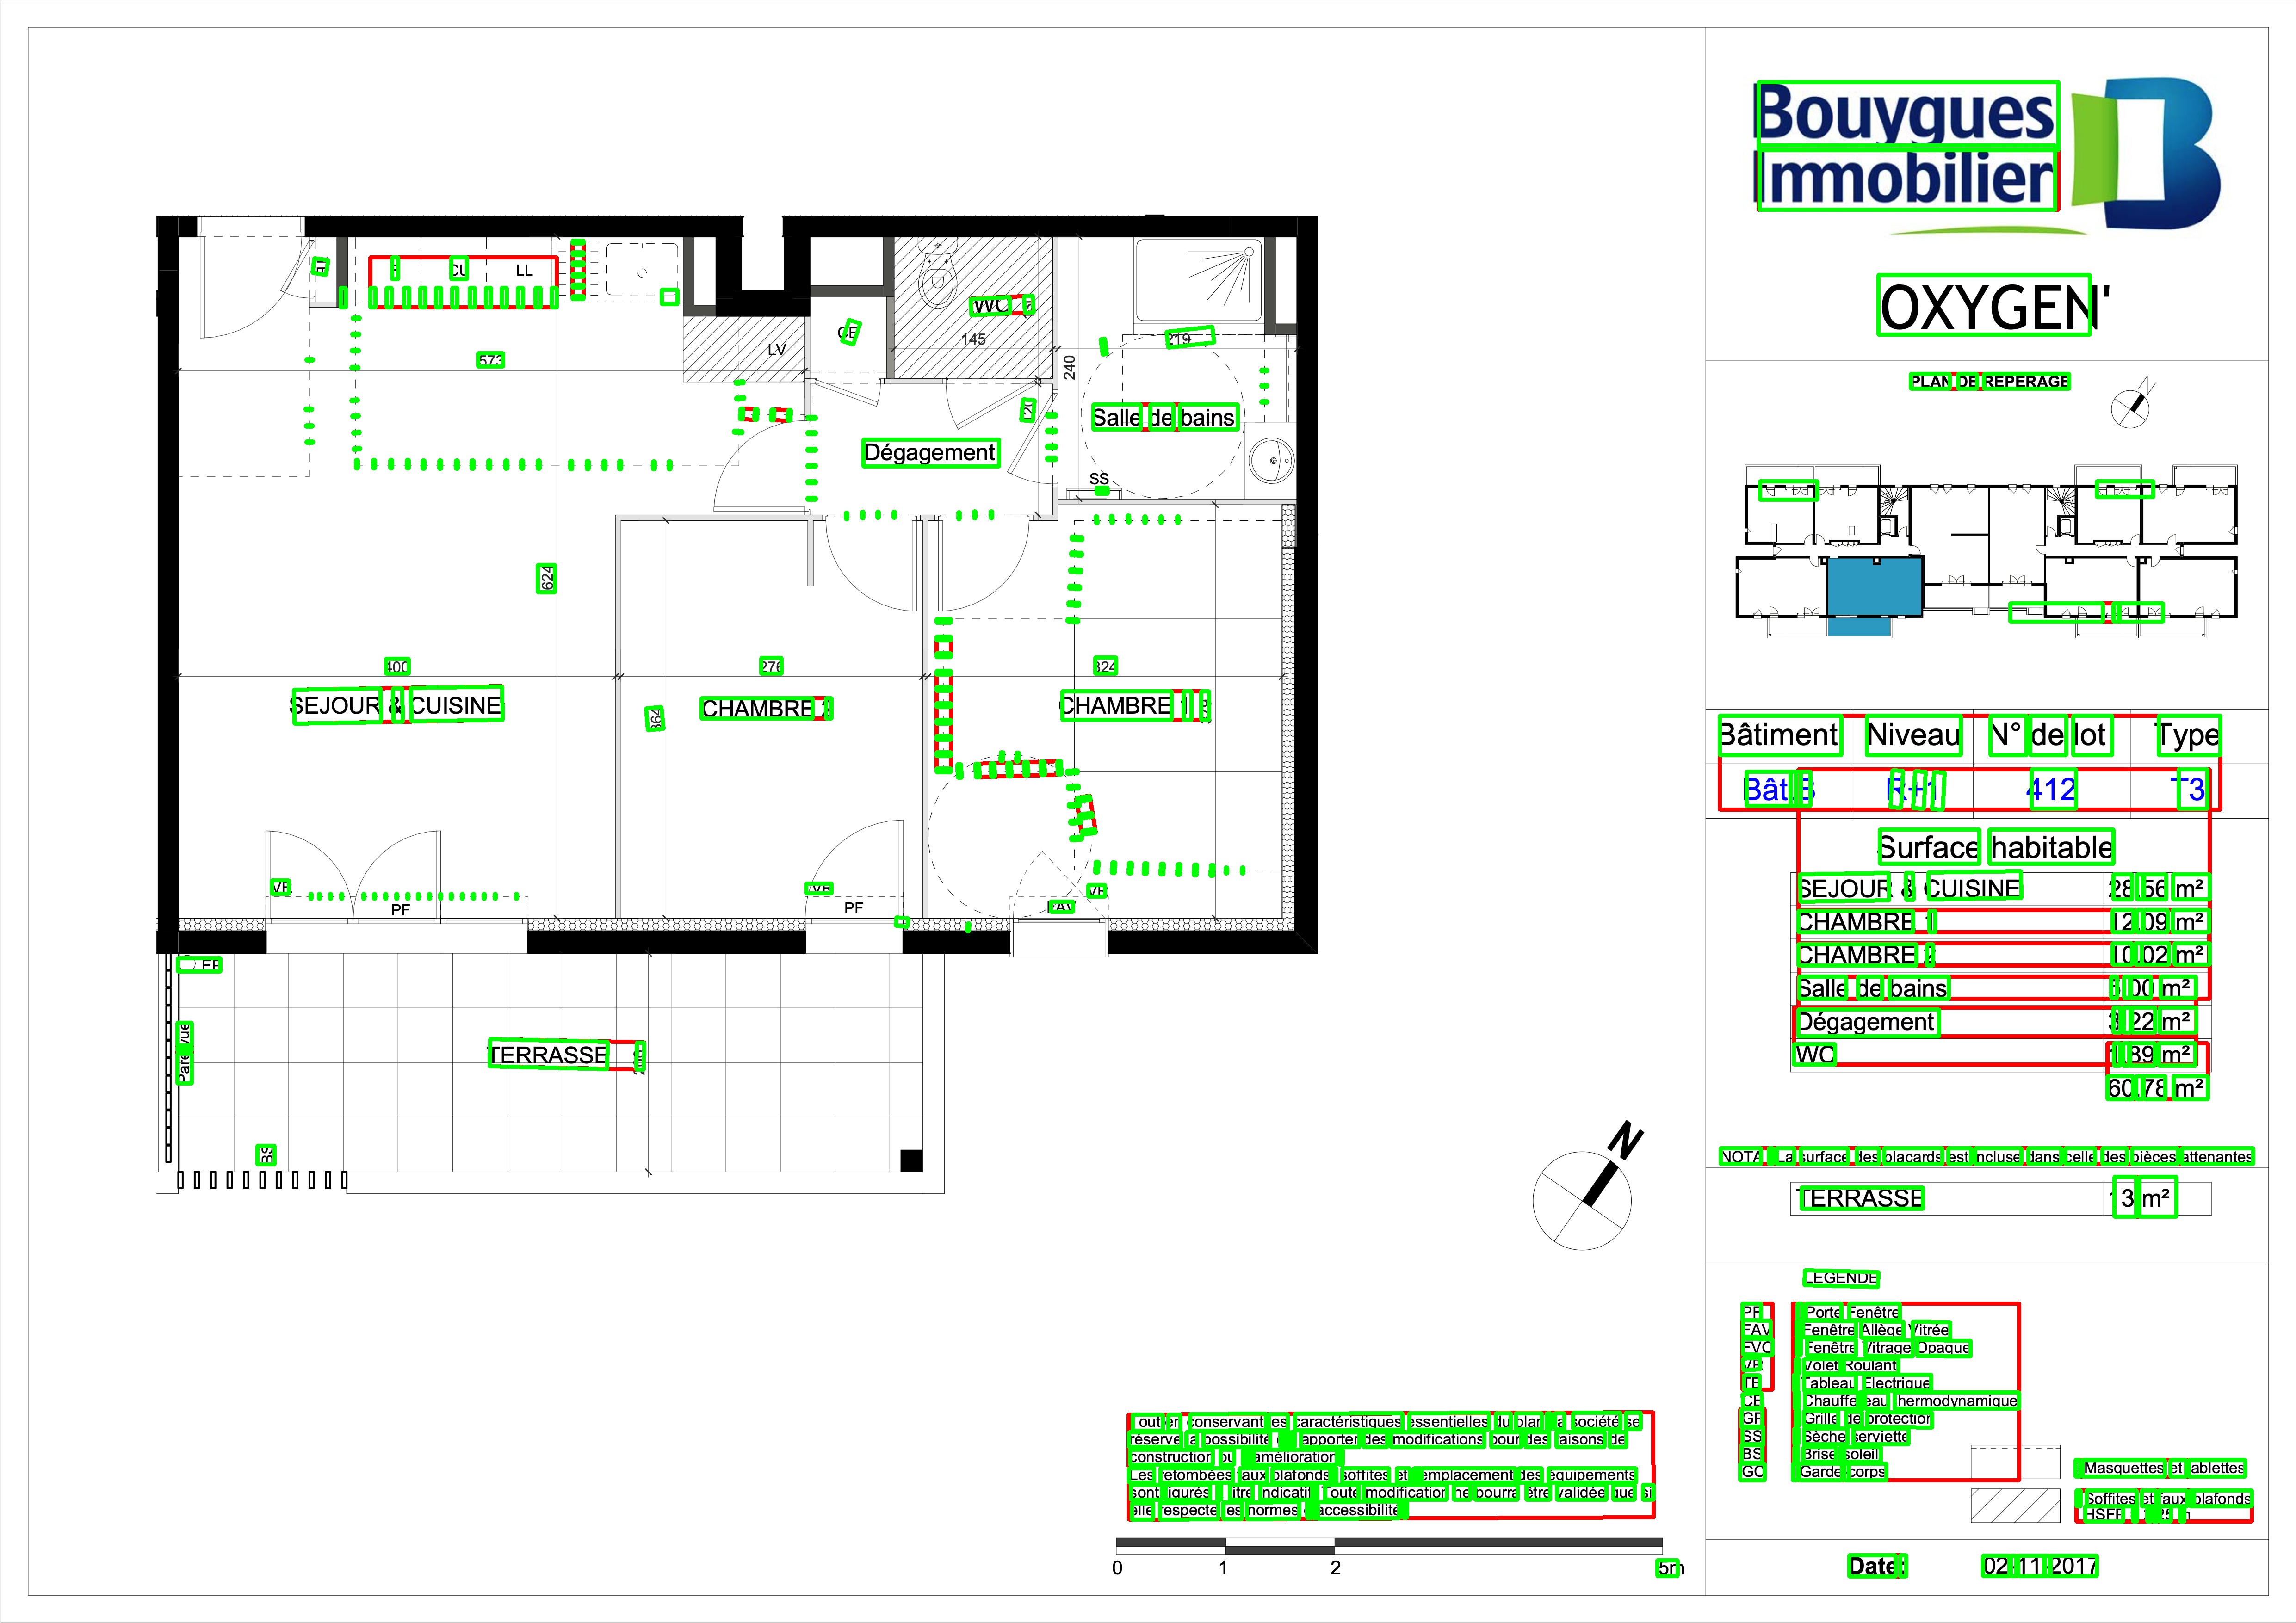 Bouygues
Immobilier
OXYGEN'
PLAN DE REPERAGE
N
Bâtiment Niveau N° de lot Type
Bât B R+1 412 T3
Surface habitable
SEJOUR & CUISINE 28.56 m²
CHAMBRE 1 12.09 m²
CHAMBRE 2 10.02 m²
Salle de bains 5.00 m²
Dégagement 3.22 m²
WC 1.89 m²
60.78 m²
NOTA : La surface des placards est incluse dans celle des pièces attenantes
TERRASSE 13 m²
LEGENDE
PF : Porte Fenêtre
FAV : Fenêtre Allège Vitrée
FVO : Fenêtre Vitrage Opaque
VR : Volet Roulant
TE : Tableau Electrique
CE : Chauffe eau thermodynamique
GP : Grille de protection
SS : Sèche serviette
BS : Brise soleil
GC : Garde corps
: Masquettes et tablettes
: Soffites et faux plafonds
Date: 02-11-2017
CU LL
WC
CE
573
LV
145
219
240
120
Salle de bains
Dégagement
SS
624
400
276
324
SEJOUR & CUISINE
CHAMBRE 2
CHAMBRE 1
364
VR
VR
VR
PF
PF
FAV
EP
Pare vue
TERRASSE
BS
N
Tout en conservant les caractéristiques essentielles du plan, la société se
réserve la possibilité d'apporter des modifications pour des raisons de
construction ou d'amélioration.
Les retombées, faux plafonds, soffites et l'emplacement des équipements
sont figurés à titre indicatif. Toute modification ne pourra être validée que si
elle respecte les normes d'accessibilité.
0 1 2 5m